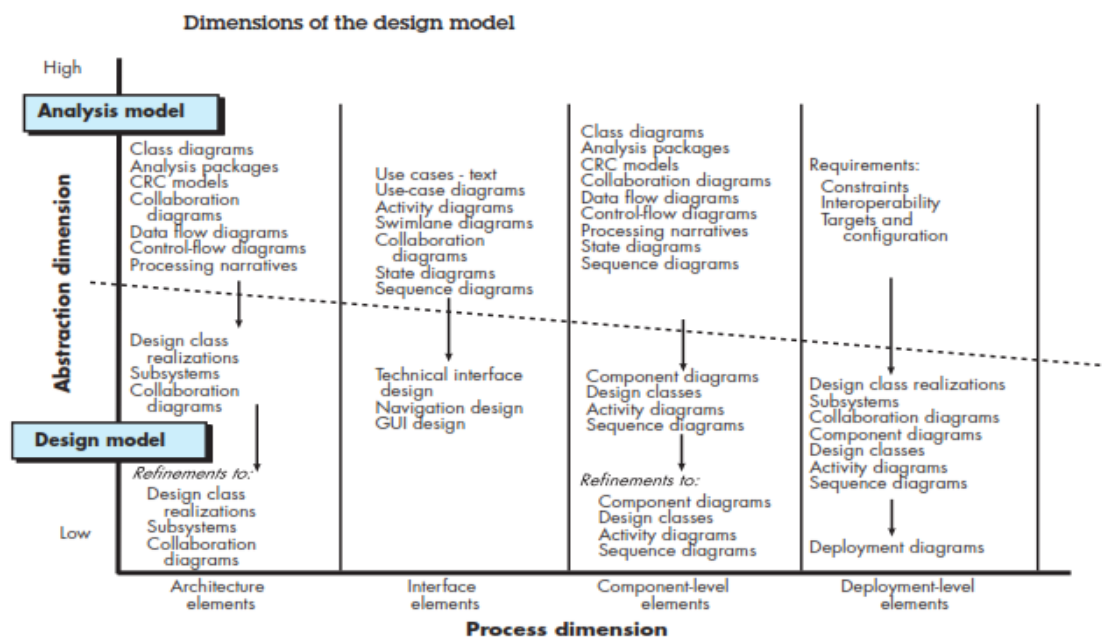 Dimensions of the design model
High
Analysis model
Abstraction dimension
Design model
Low
Class diagrams
Analysis packages
CRC models
Collaboration
diagrams
Data flow diagrams
Control-flow diagrams
Processing narratives
Design class
realizations
Subsystems
Collaboration
diagrams
Refinements to:
Design class
realizations
Subsystems
Collaboration
diagrams
Use cases - text
Use-case diagrams
Activity diagrams
Swimlane diagrams
Collaboration
diagrams
State diagrams
Sequence diagrams
Technical interface
design
Navigation design
GUI design
Class diagrams
Analysis packages
CRC models
Collaboration diagrams
Data flow diagrams
Control-flow diagrams
Processing narratives
State diagrams
Sequence diagrams
Component diagrams
Design classes
Activity diagrams
Sequence diagrams
Refinements to:
Component diagrams
Design classes
Activity diagrams
Sequence diagrams
Requirements:
Constraints
Interoperability
Targets and
configuration
Design class realizations
Subsystems
Collaboration diagrams
Component diagrams
Design classes
Activity diagrams
Sequence diagrams
Deployment diagrams
Architecture
elements
Interface
elements
Component-level
elements
Deployment-level
elements
Process dimension